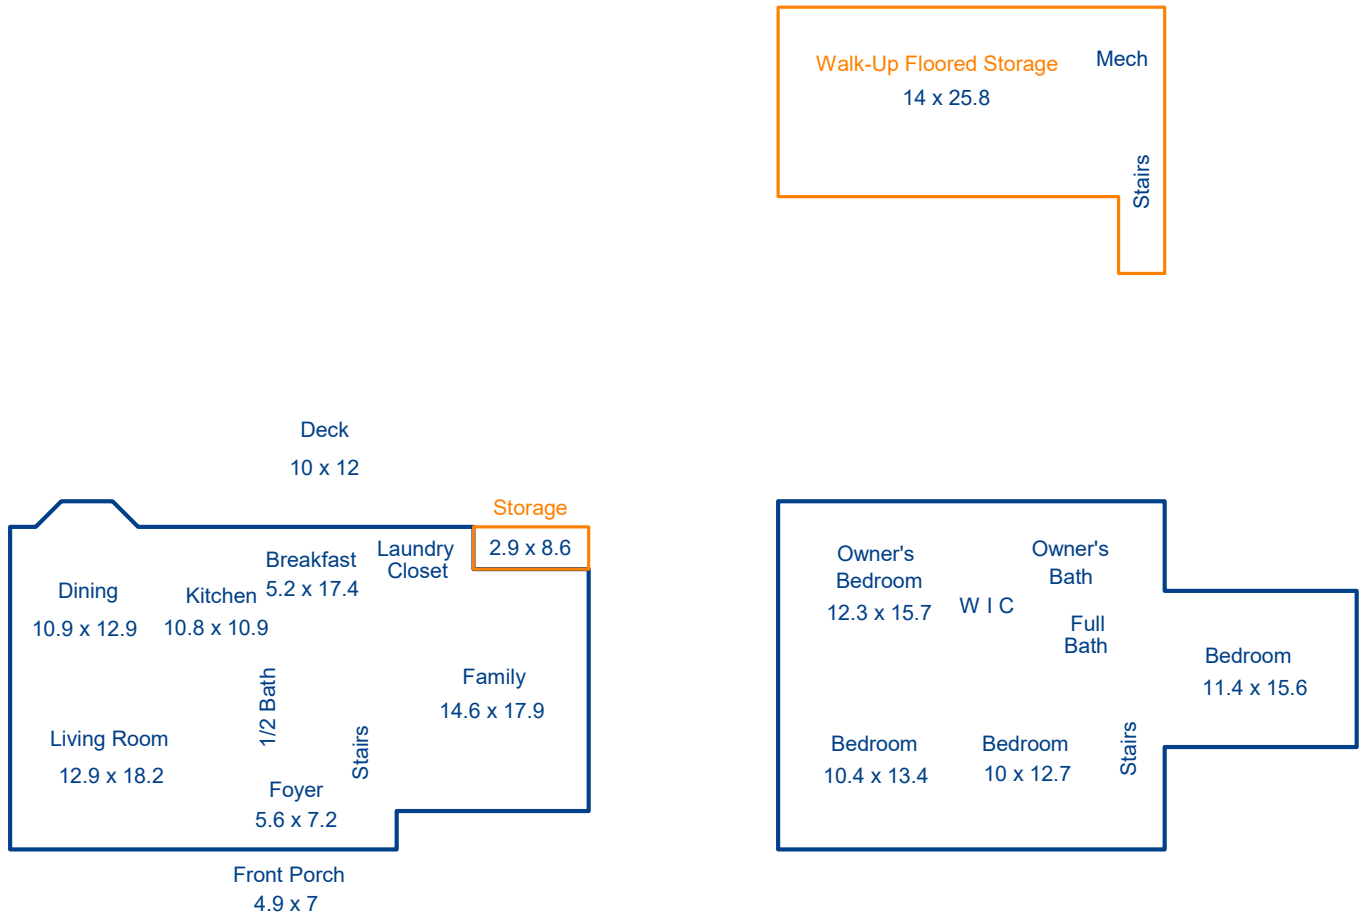 Walk-Up Floored Storage
14 x 25.8
Mech
Stairs
Deck
10 x 12
Storage
2.9 x 8.6
Laundry
Closet
Breakfast
5.2 x 17.4
Dining
10.9 x 12.9
Kitchen
10.8 x 10.9
Family
14.6 x 17.9
1/2 Bath
Stairs
Living Room
12.9 x 18.2
Foyer
5.6 x 7.2
Front Porch
4.9 x 7
Owner's
Bedroom
12.3 x 15.7
W I C
Owner's
Bath
Full
Bath
Bedroom
11.4 x 15.6
Bedroom
10.4 x 13.4
Bedroom
10 x 12.7
Stairs